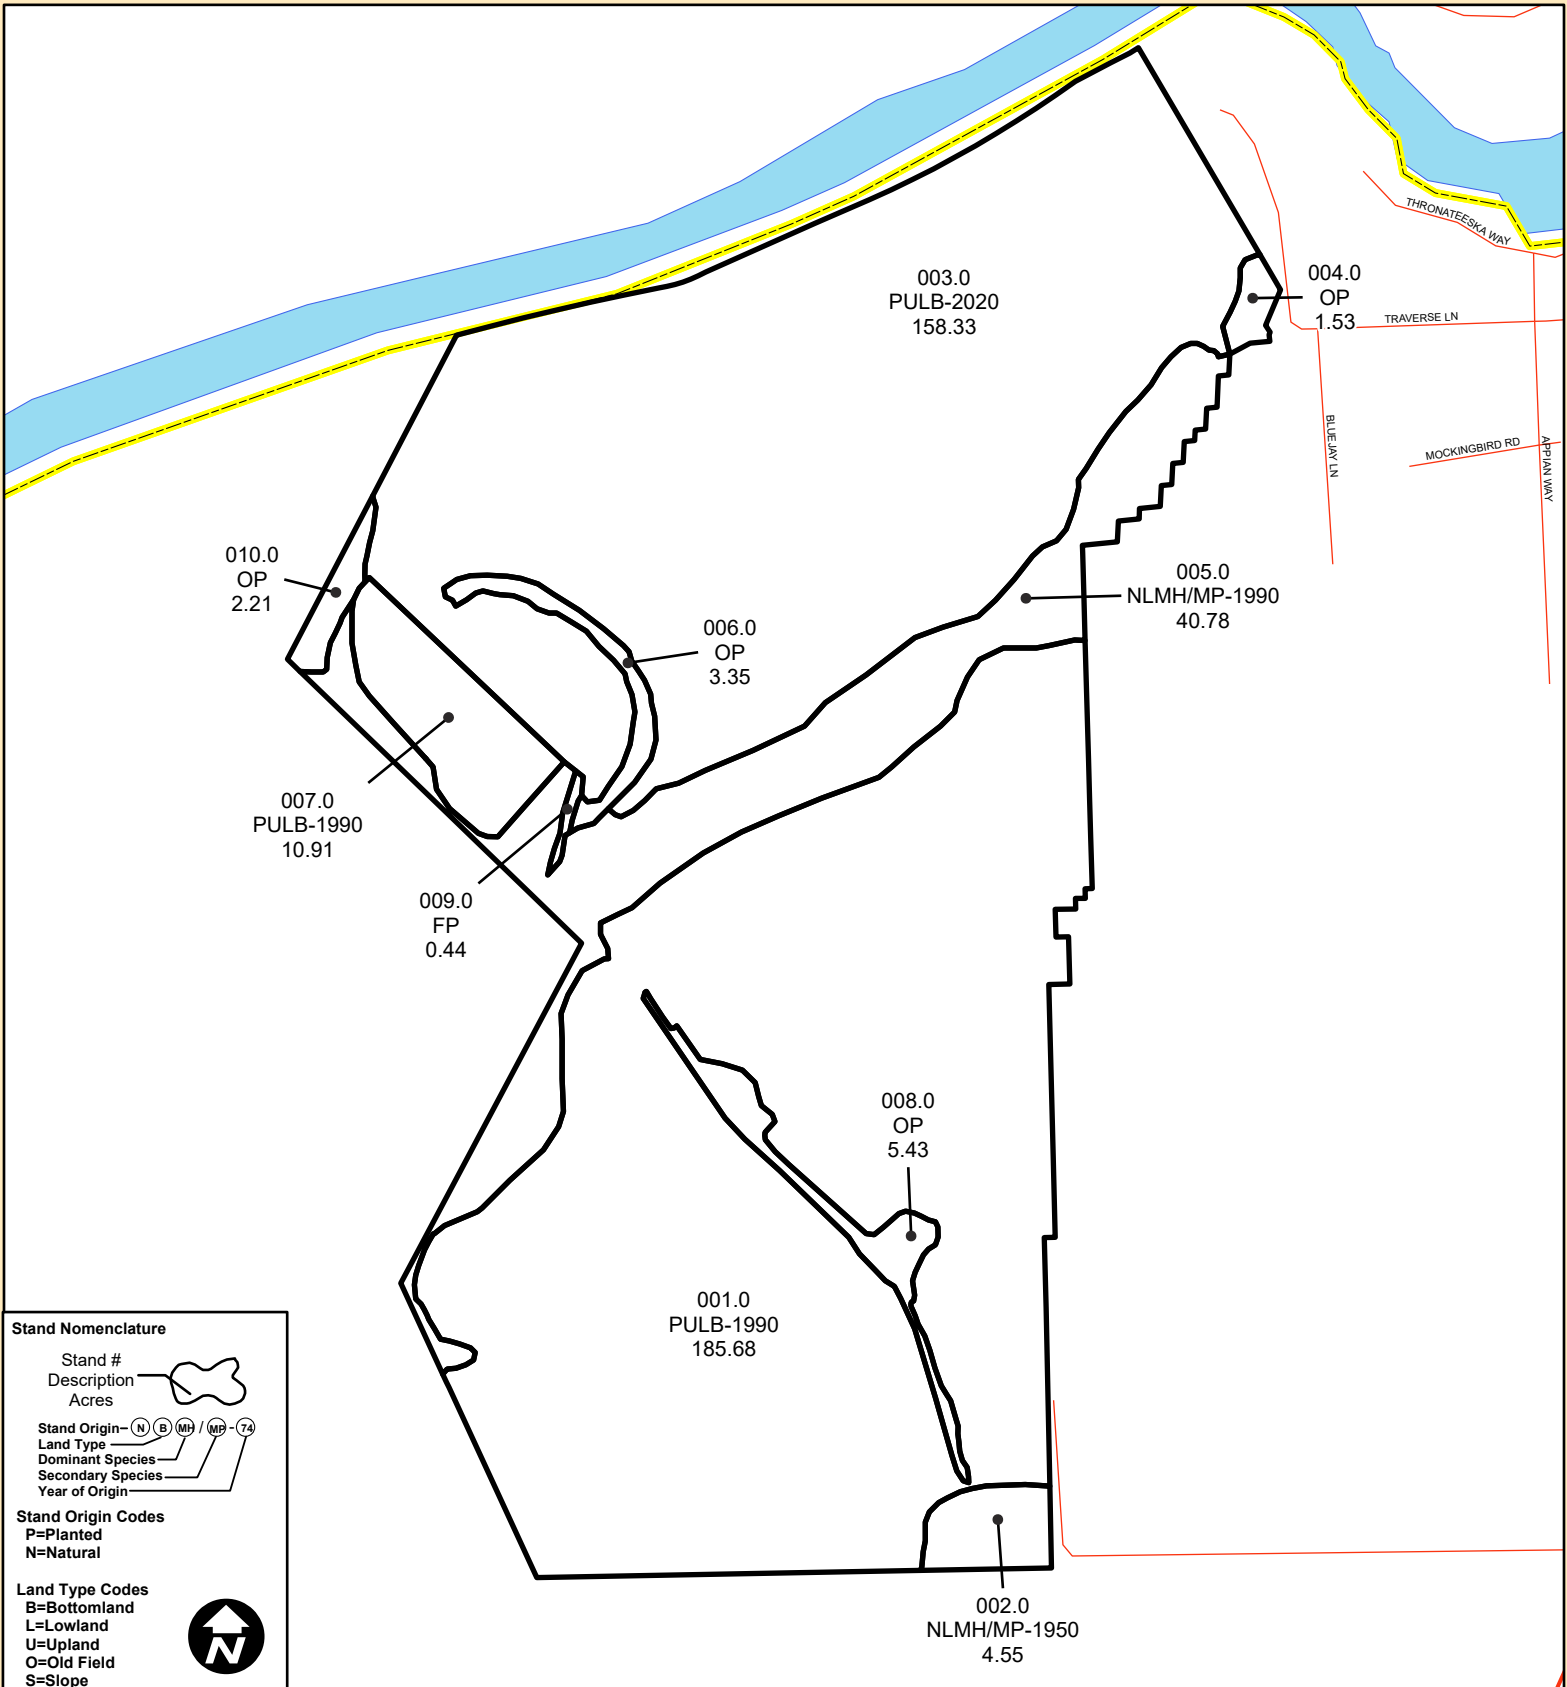 THRONATEESKA WAY
003.0
PULB-2020
158.33
004.0
OP
1.53
TRAVERSE LN
BLUEJAY LN
MOCKINGBIRD RD
APPIAN WAY
010.0
OP
2.21
005.0
NLMH/MP-1990
40.78
006.0
OP
3.35
007.0
PULB-1990
10.91
009.0
FP
0.44
008.0
OP
5.43
001.0
PULB-1990
185.68
002.0
NLMH/MP-1950
4.55
Stand Nomenclature
Stand #
Description
Acres
Stand Origin- N B MH / MP - 74
Land Type
Dominant Species
Secondary Species
Year of Origin
Stand Origin Codes
P=Planted
N=Natural
Land Type Codes
B=Bottomland
L=Lowland
U=Upland
O=Old Field
S=Slope
N